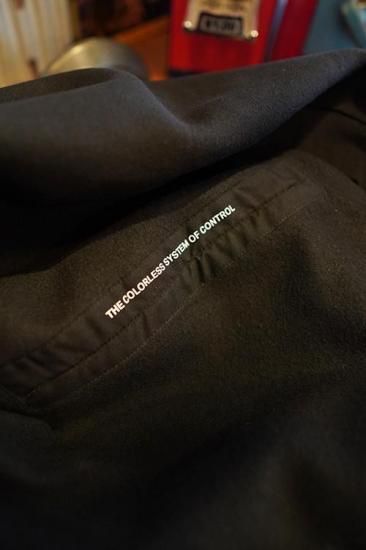 THE COLORLESS SYSTEM OF CONTROL